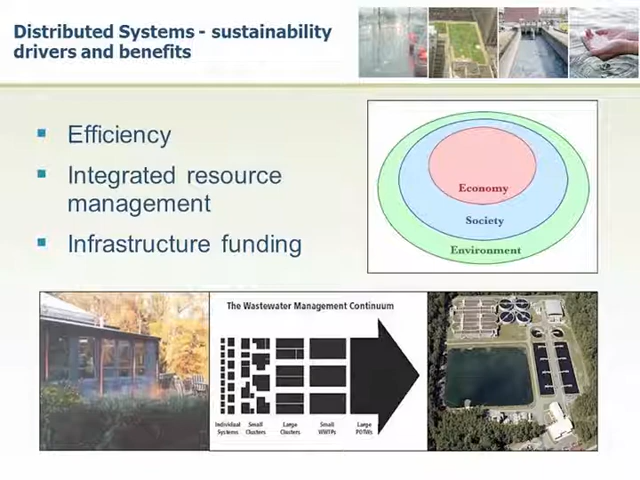 Distributed Systems - sustainability
drivers and benefits
Efficiency
Integrated resource
management
Infrastructure funding
Economy
Society
Environment
The Wastewater Management Continuum
Individual Systems
Small Clusters
Large Clusters
Small WWTPs
Large POTWs